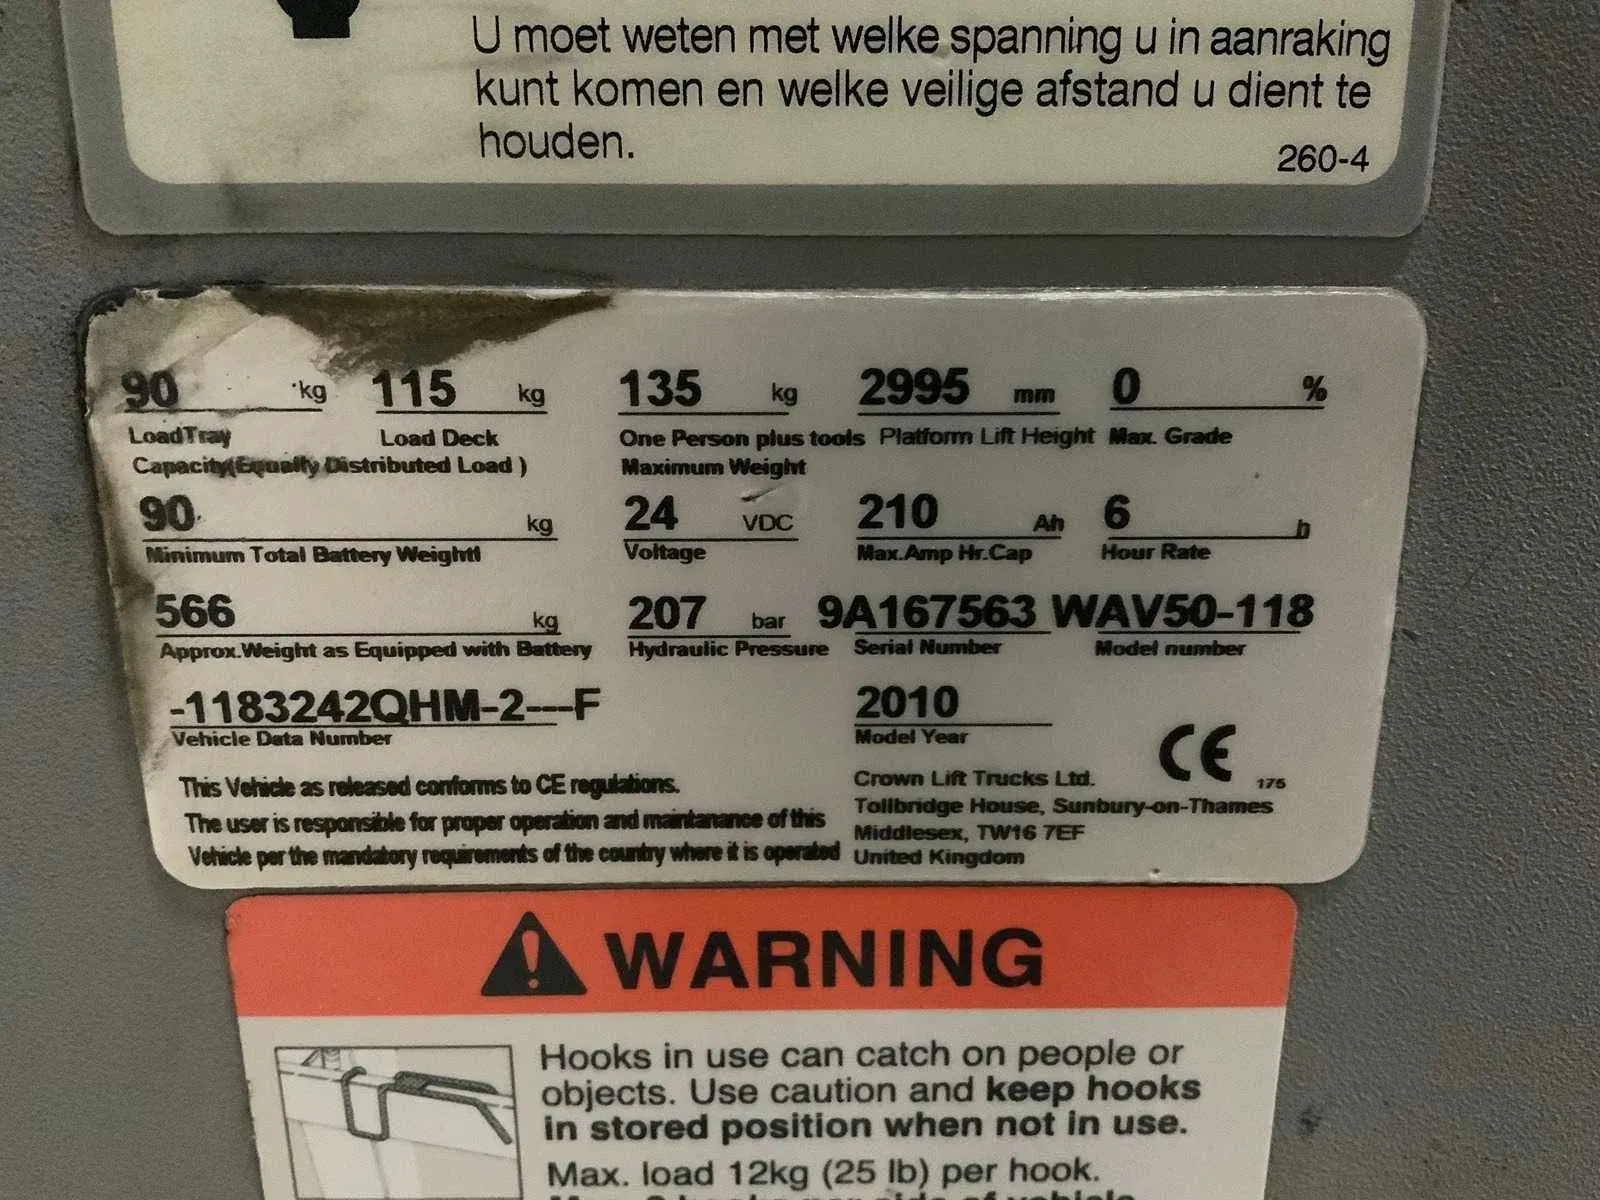 U moet weten met welke spanning u in aanraking
kunt komen en welke veilige afstand u dient te
houden.
260-4
90 kg 115 kg 135 kg 2995 mm 0 %
LoadTray Load Deck One Person plus tools Platform Lift Height Max. Grade
Capacity(Equally Distributed Load ) Maximum Weight
90 kg 24 VDC 210 Ah 6 h
Minimum Total Battery Weightl Voltage Max.Amp Hr.Cap Hour Rate
566 kg 207 bar 9A167563 WAV50-118
Approx.Weight as Equipped with Battery Hydraulic Pressure Serial Number Model number
-1183242QHM-2---F 2010
Vehicle Data Number Model Year
CE 175
This Vehicle as released conforms to CE regulations.
The user is responsible for proper operation and maintanance of this
Vehicle per the mandatory requirements of the country where it is operated
Crown Lift Trucks Ltd.
Tollbridge House, Sunbury-on-Thames
Middlesex, TW16 7EF
United Kingdom
WARNING
Hooks in use can catch on people or
objects. Use caution and keep hooks
in stored position when not in use.
Max. load 12kg (25 lb) per hook.